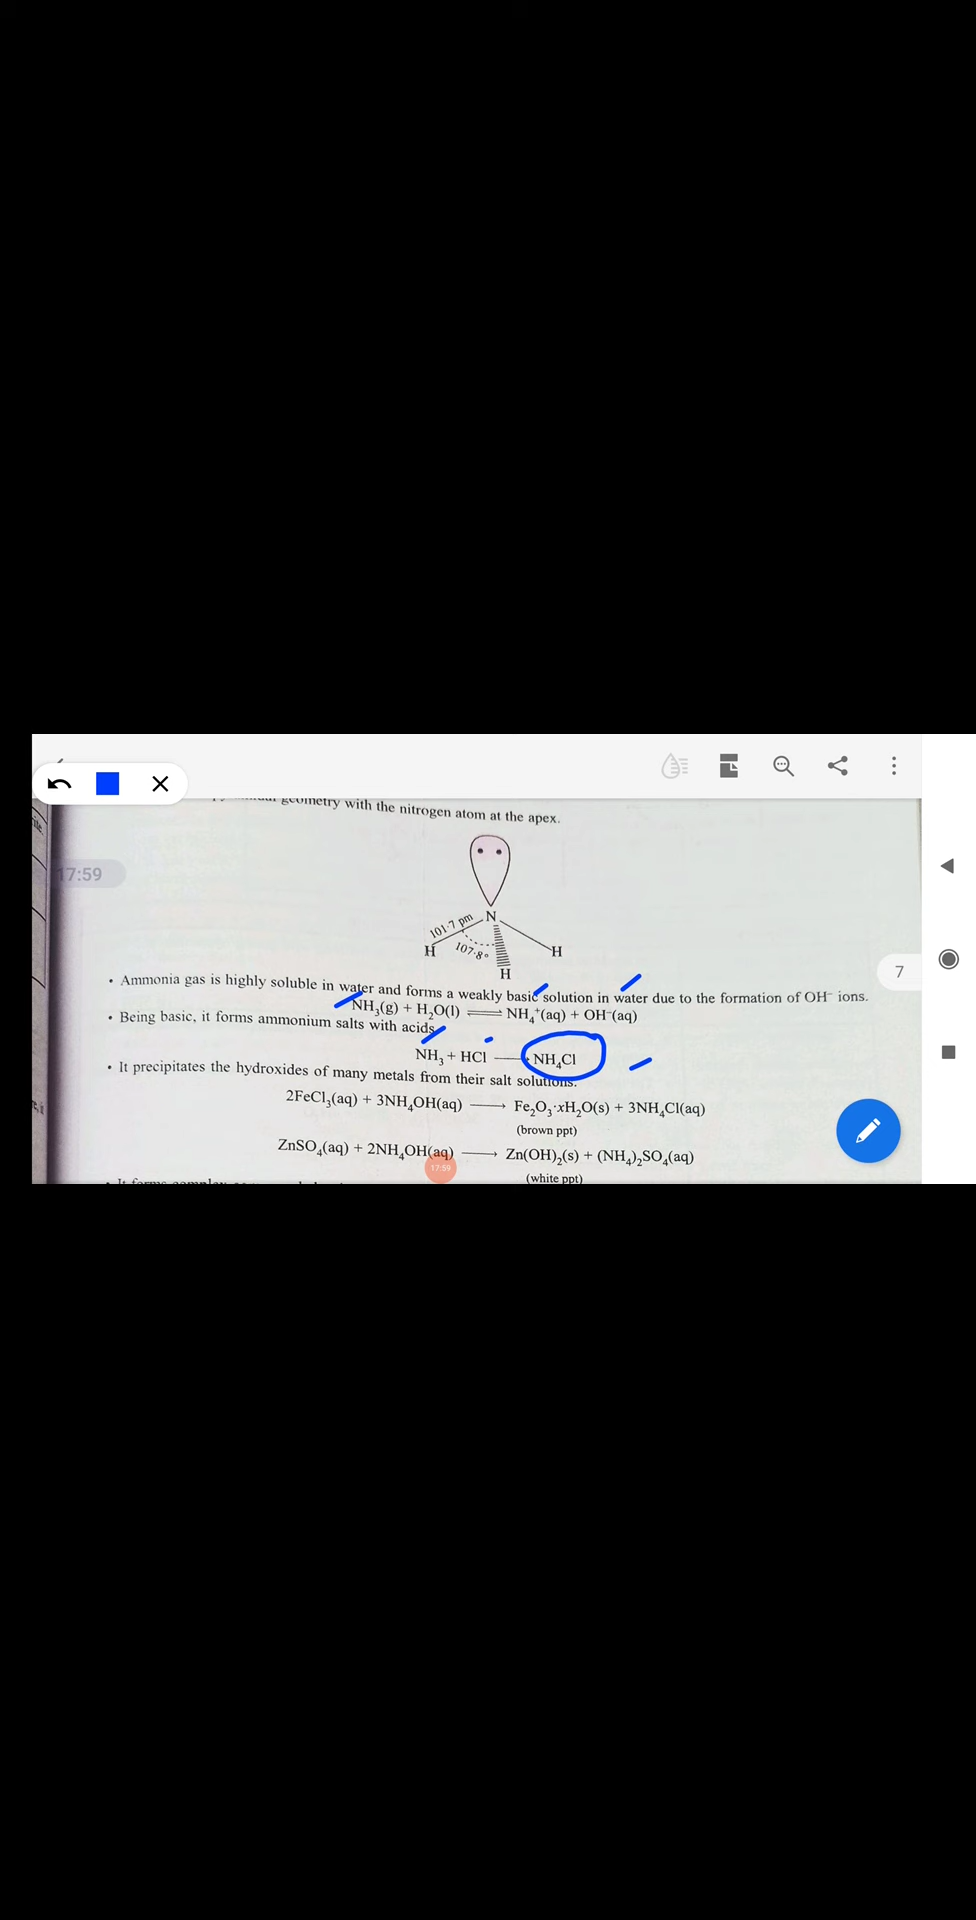 geometry with the nitrogen atom at the apex.
17:59
N
101·7 pm
107·8°
H
H
H
7
• Ammonia gas is highly soluble in water and forms a weakly basic solution in water due to the formation of OH⁻ ions.
NH₃(g) + H₂O(l) ⇌ NH₄⁺(aq) + OH⁻(aq)
• Being basic, it forms ammonium salts with acids
NH₃ + HCl ⟶ NH₄Cl
• It precipitates the hydroxides of many metals from their salt solutions.
2FeCl₃(aq) + 3NH₄OH(aq) ⟶ Fe₂O₃·xH₂O(s) + 3NH₄Cl(aq)
(brown ppt)
ZnSO₄(aq) + 2NH₄OH(aq) ⟶ Zn(OH)₂(s) + (NH₄)₂SO₄(aq)
17:59
(white ppt)
• It forms